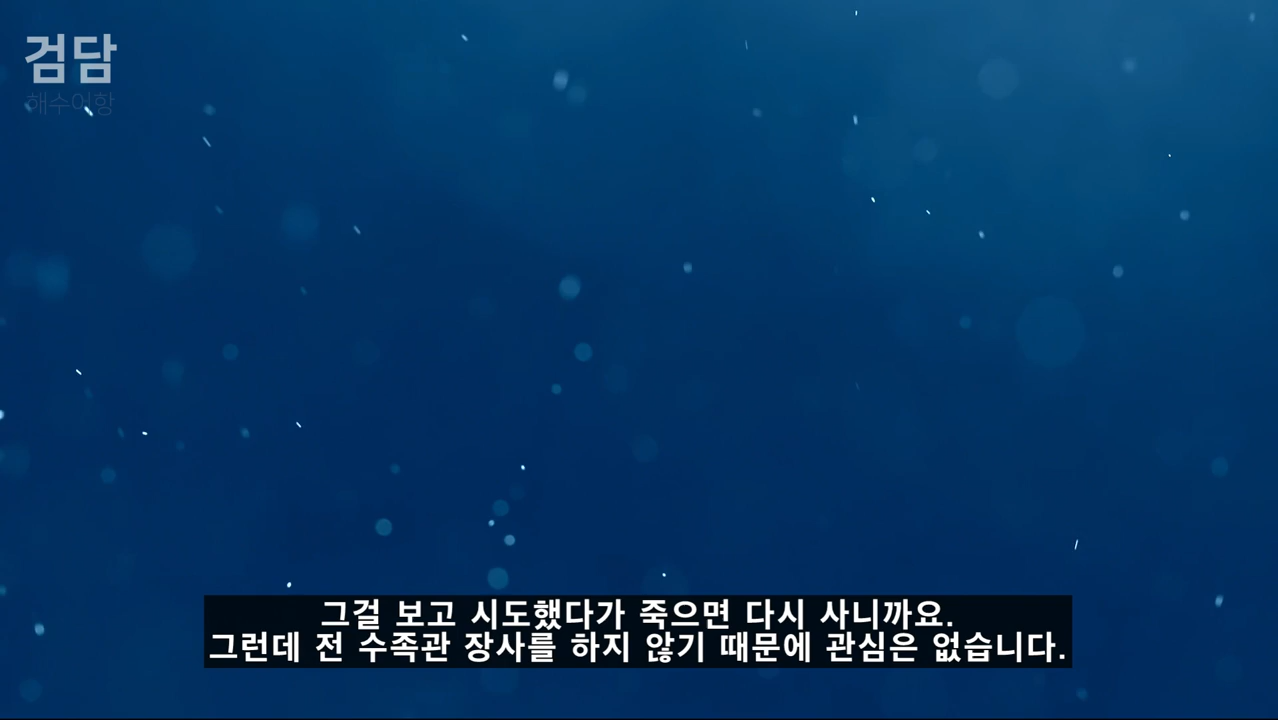 검담
해수어항
그걸 보고 시도했다가 죽으면 다시 사니까요.
그런데 전 수족관 장사를 하지 않기 때문에 관심은 없습니다.